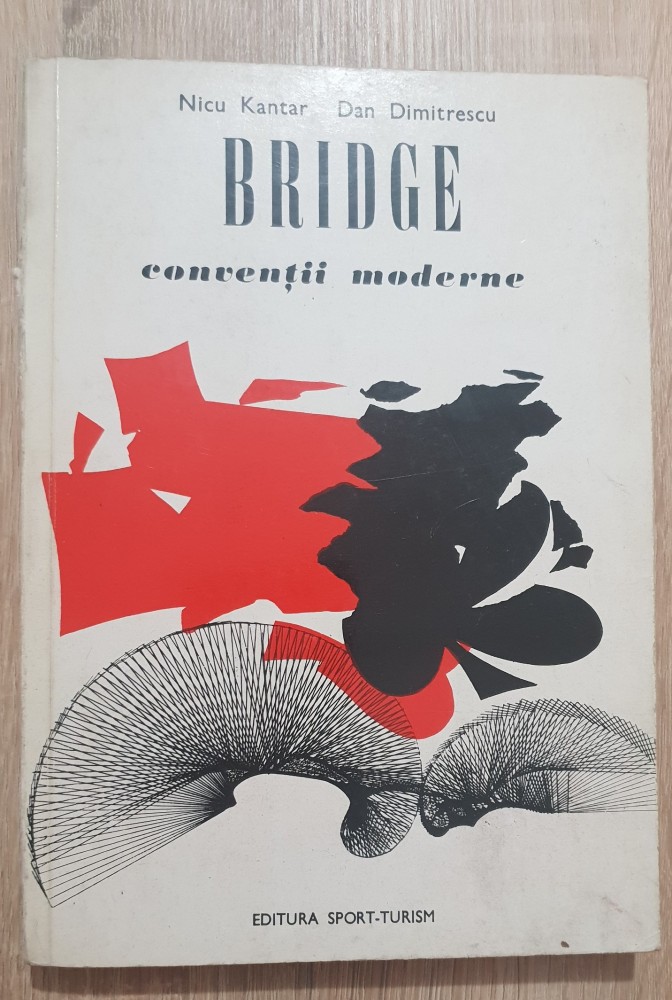 Nicu Kantar Dan Dimitrescu
BRIDGE
convenții moderne
EDITURA SPORT-TURISM